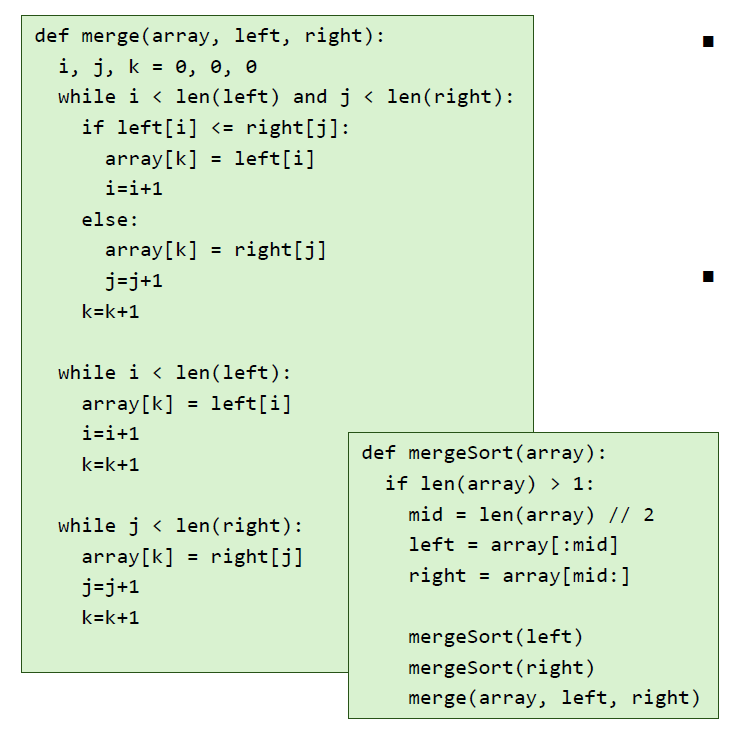 def merge(array, left, right):
  i, j, k = 0, 0, 0
  while i < len(left) and j < len(right):
    if left[i] <= right[j]:
      array[k] = left[i]
      i=i+1
    else:
      array[k] = right[j]
      j=j+1
    k=k+1

  while i < len(left):
    array[k] = left[i]
    i=i+1
    k=k+1

  while j < len(right):
    array[k] = right[j]
    j=j+1
    k=k+1

def mergeSort(array):
  if len(array) > 1:
    mid = len(array) // 2
    left = array[:mid]
    right = array[mid:]

    mergeSort(left)
    mergeSort(right)
    merge(array, left, right)